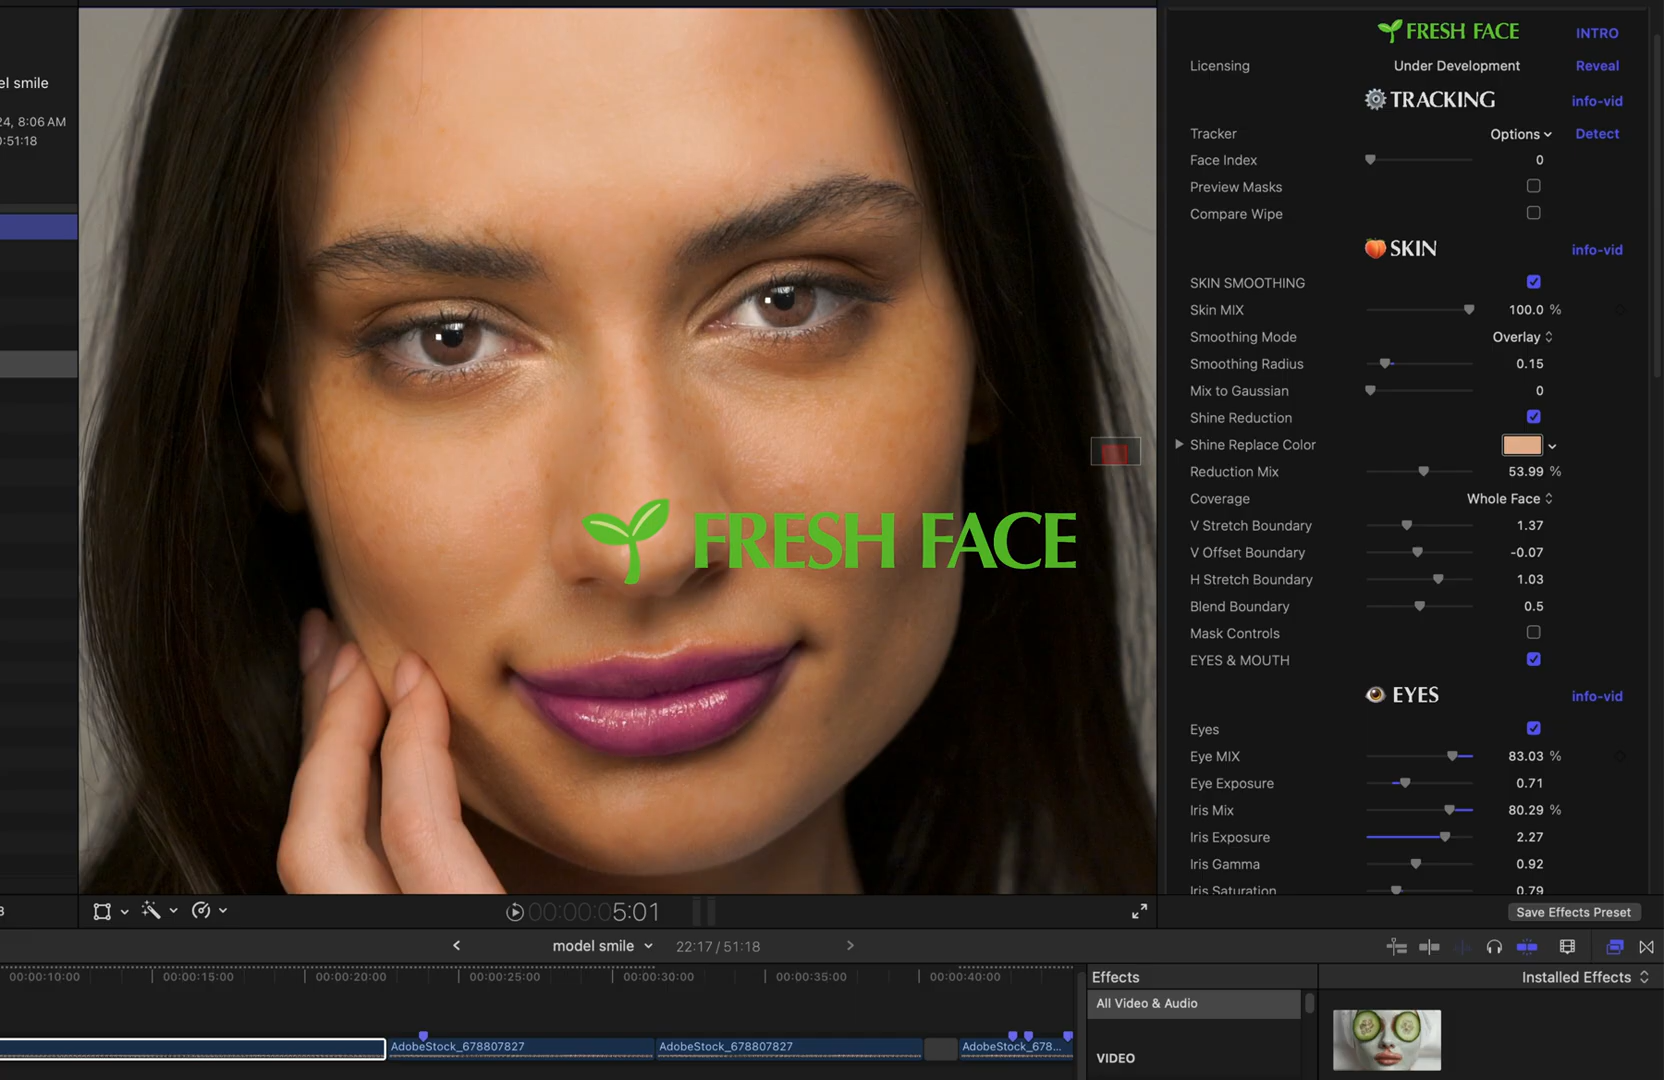 el smile
24, 8:06 AM
:51:18
FRESH FACE
INTRO
Licensing
Under Development
Reveal
TRACKING
info-vid
Tracker
Options
Detect
Face Index
0
Preview Masks
Compare Wipe
SKIN
info-vid
SKIN SMOOTHING
Skin MIX
100.0 %
Smoothing Mode
Overlay
Smoothing Radius
0.15
Mix to Gaussian
0
Shine Reduction
Shine Replace Color
Reduction Mix
53.99 %
Coverage
Whole Face
V Stretch Boundary
1.37
V Offset Boundary
-0.07
H Stretch Boundary
1.03
Blend Boundary
0.5
Mask Controls
EYES & MOUTH
EYES
info-vid
Eyes
Eye MIX
83.03 %
Eye Exposure
0.71
Iris Mix
80.29 %
Iris Exposure
2.27
Iris Gamma
0.92
Iris Saturation
0.79
FRESH FACE
00:00:05:01
Save Effects Preset
model smile
22:17 / 51:18
00:00:10:00
00:00:15:00
00:00:20:00
00:00:25:00
00:00:30:00
00:00:35:00
00:00:40:00
Effects
Installed Effects
All Video & Audio
VIDEO
AdobeStock_678807827
AdobeStock_678807827
AdobeStock_678...